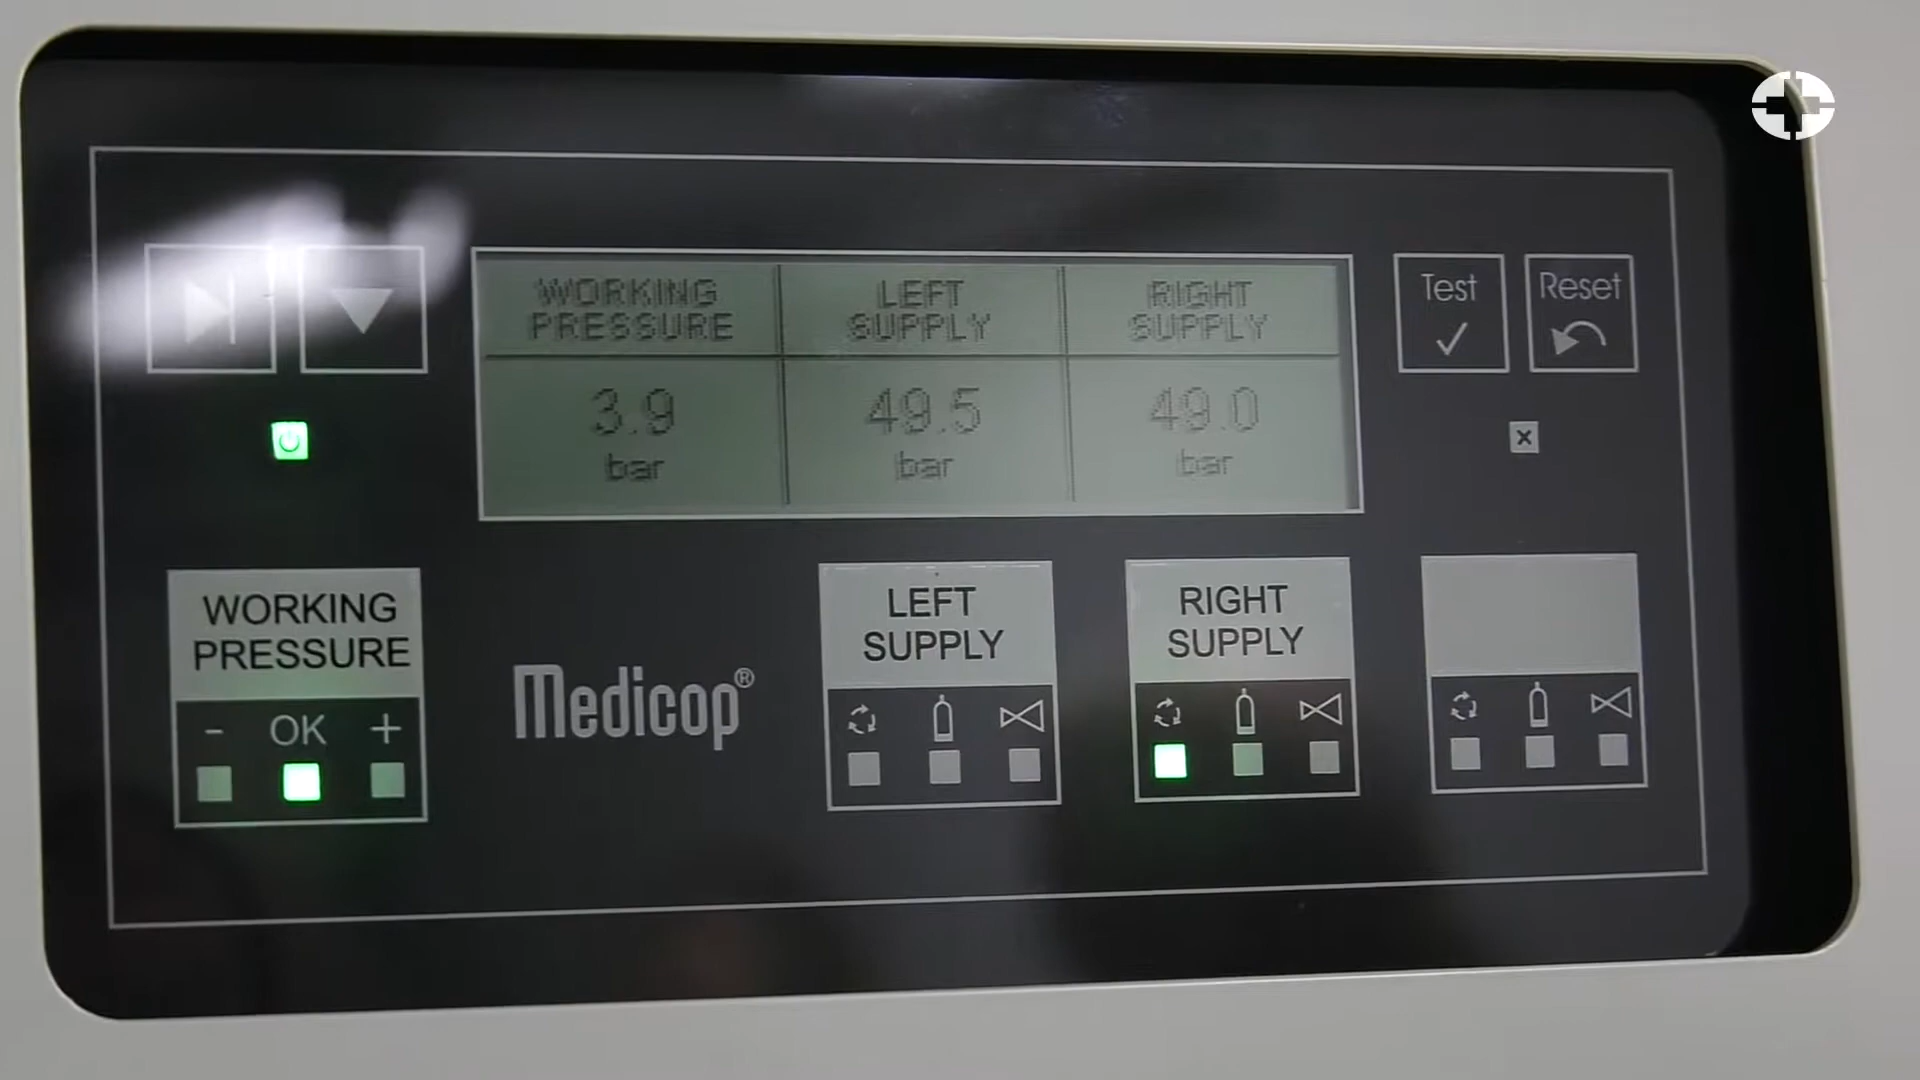 WORKING
PRESSURE
LEFT
SUPPLY
RIGHT
SUPPLY
3.9
bar
49.5
bar
49.0
bar
Test
Reset
WORKING
PRESSURE
- OK +
Medicop®
LEFT
SUPPLY
RIGHT
SUPPLY